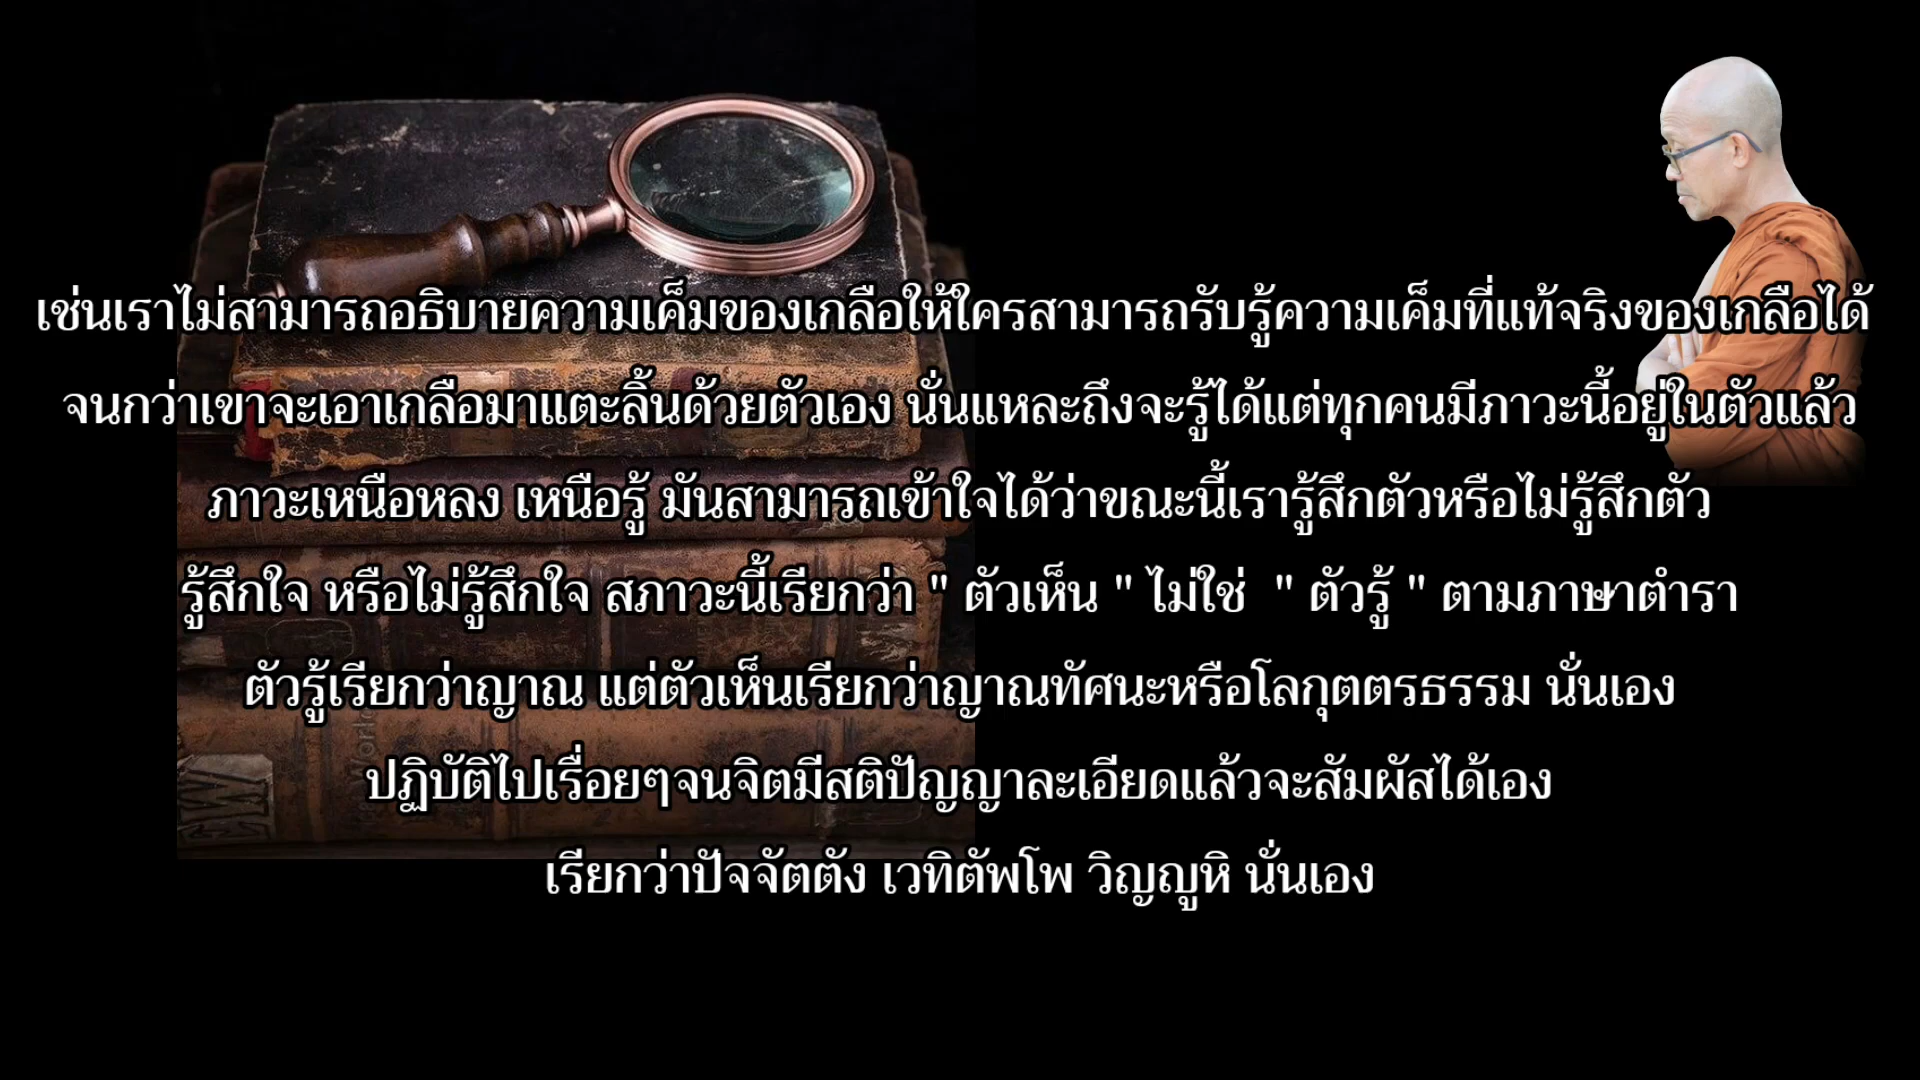 เช่นเราไม่สามารถอธิบายความเค็มของเกลือให้ใครสามารถรับรู้ความเค็มที่แท้จริงของเกลือได้
จนกว่าเขาจะเอาเกลือมาแตะลิ้นด้วยตัวเอง นั่นแหละถึงจะรู้ได้แต่ทุกคนมีภาวะนี้อยู่ในตัวแล้ว
ภาวะเหนือหลง เหนือรู้ มันสามารถเข้าใจได้ว่าขณะนี้เรารู้สึกตัวหรือไม่รู้สึกตัว
รู้สึกใจ หรือไม่รู้สึกใจ สภาวะนี้เรียกว่า " ตัวเห็น " ไม่ใช่ " ตัวรู้ " ตามภาษาตำรา
ตัวรู้เรียกว่าญาณ แต่ตัวเห็นเรียกว่าญาณทัศนะหรือโลกุตตรธรรม นั่นเอง
ปฏิบัติไปเรื่อยๆจนจิตมีสติปัญญาละเอียดแล้วจะสัมผัสได้เอง
เรียกว่าปัจจัตตัง เวทิตัพโพ วิญญูหิ นั่นเอง